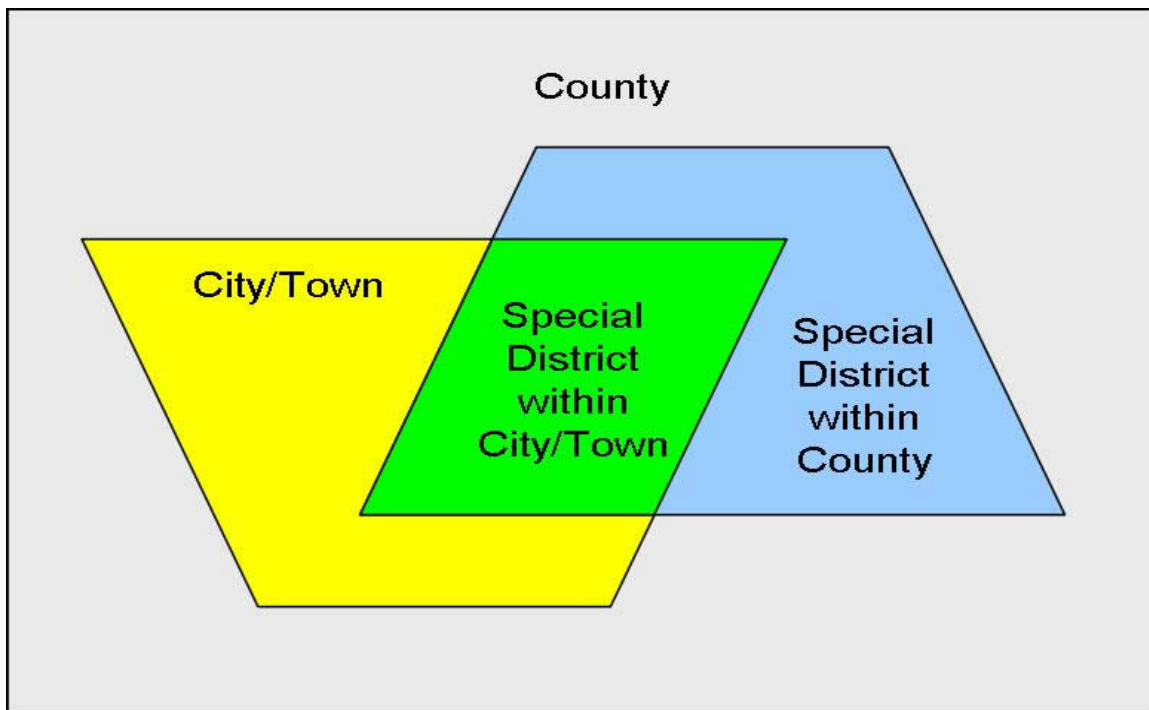 County
City/Town
Special
District
within
City/Town
Special
District
within
County